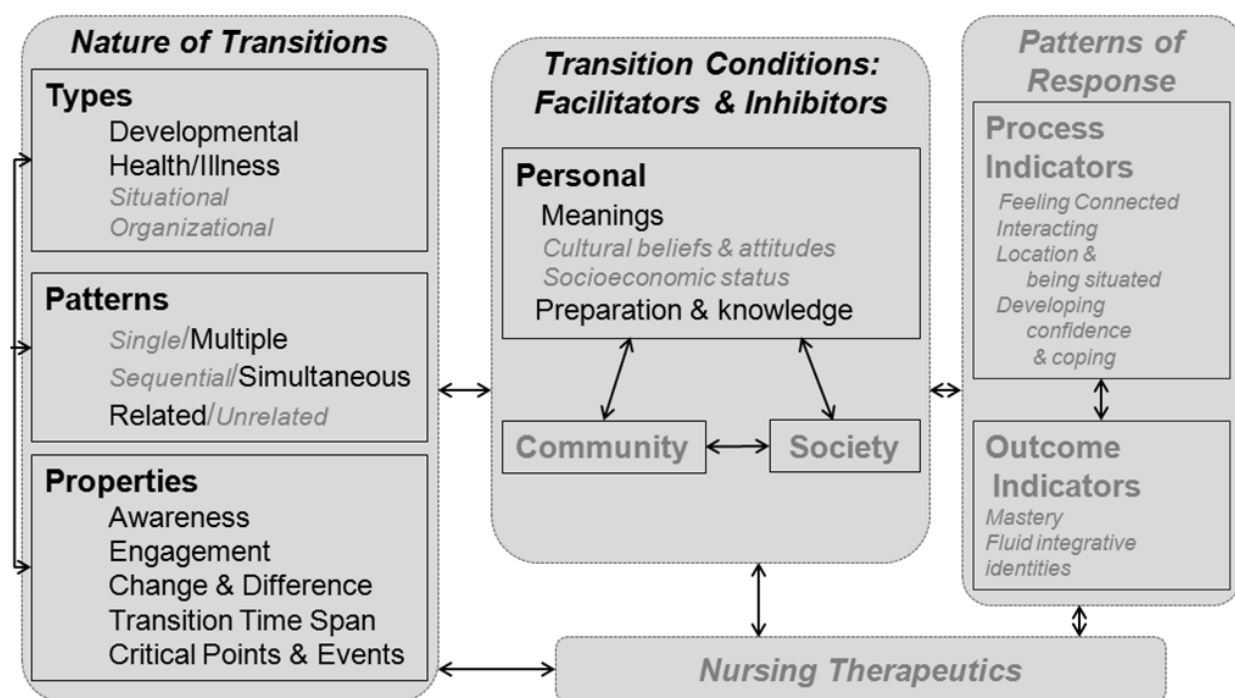 Nature of Transitions
Types
Developmental
Health/Illness
Situational
Organizational
Patterns
Single/Multiple
Sequential/Simultaneous
Related/Unrelated
Properties
Awareness
Engagement
Change & Difference
Transition Time Span
Critical Points & Events
Transition Conditions:
Facilitators & Inhibitors
Personal
Meanings
Cultural beliefs & attitudes
Socioeconomic status
Preparation & knowledge
Community
Society
Patterns of
Response
Process
Indicators
Feeling Connected
Interacting
Location &
being situated
Developing
confidence
& coping
Outcome
Indicators
Mastery
Fluid integrative
identities
Nursing Therapeutics